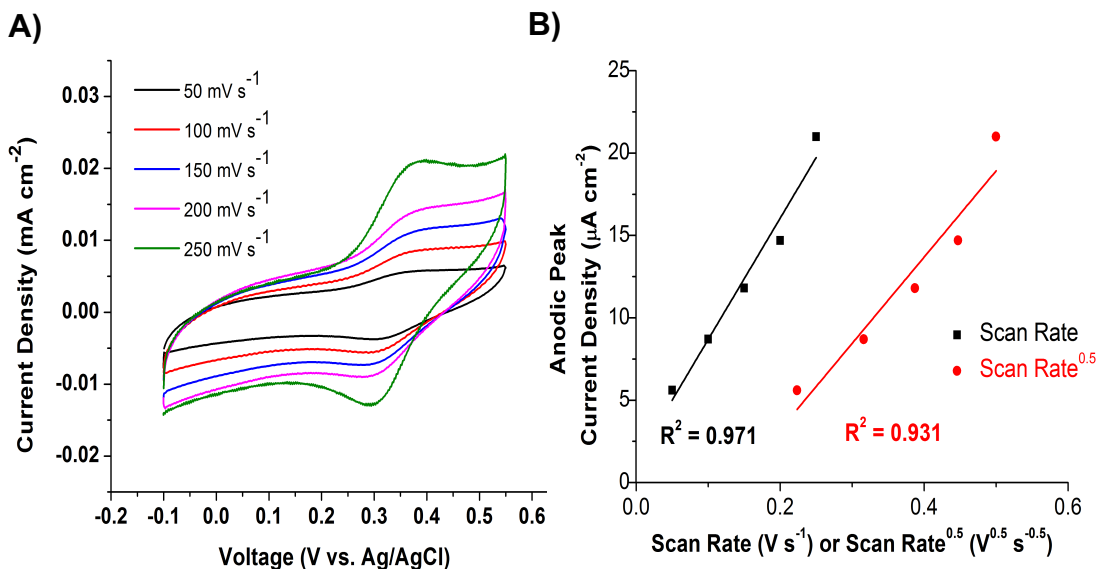 A)
0.03
0.02
0.01
0.00
-0.01
-0.02
Current Density (mA cm⁻²)
50 mV s⁻¹
100 mV s⁻¹
150 mV s⁻¹
200 mV s⁻¹
250 mV s⁻¹
-0.2 -0.1 0.0 0.1 0.2 0.3 0.4 0.5 0.6
Voltage (V vs. Ag/AgCl)
B)
25
20
15
10
5
0
Anodic Peak
Current Density (μA cm⁻²)
Scan Rate
Scan Rate⁰·⁵
R² = 0.971
R² = 0.931
0.0 0.2 0.4 0.6
Scan Rate (V s⁻¹) or Scan Rate⁰·⁵ (V⁰·⁵ s⁻⁰·⁵)